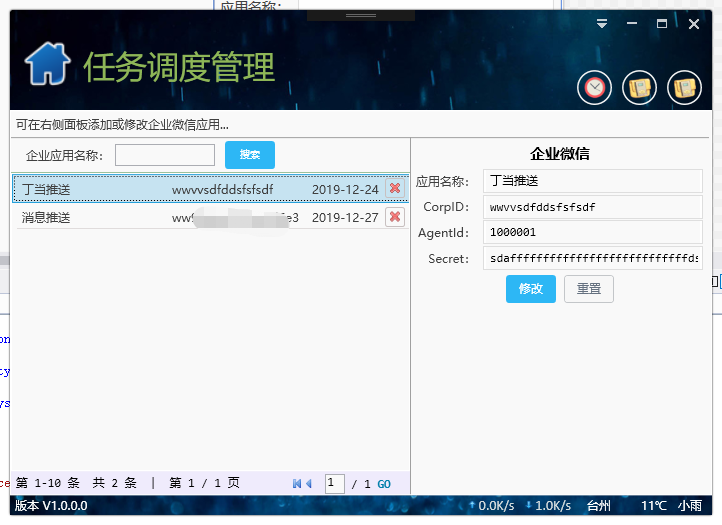 应用名称:
任务调度管理
可在右侧面板添加或修改企业微信应用...
企业应用名称: 搜索
丁当推送 wwvvsdfddsfsfsdf 2019-12-24
消息推送 2019-12-27
第 1-10 条 共 2 条 | 第 1 / 1 页 1 / 1 GO
企业微信
应用名称: 丁当推送
CorpID: wwvvsdfddsfsfsdf
AgentId: 1000001
Secret:
修改 重置
版本 V1.0.0.0 ↑ 0.0K/s ↓ 1.0K/s 台州 11℃ 小雨